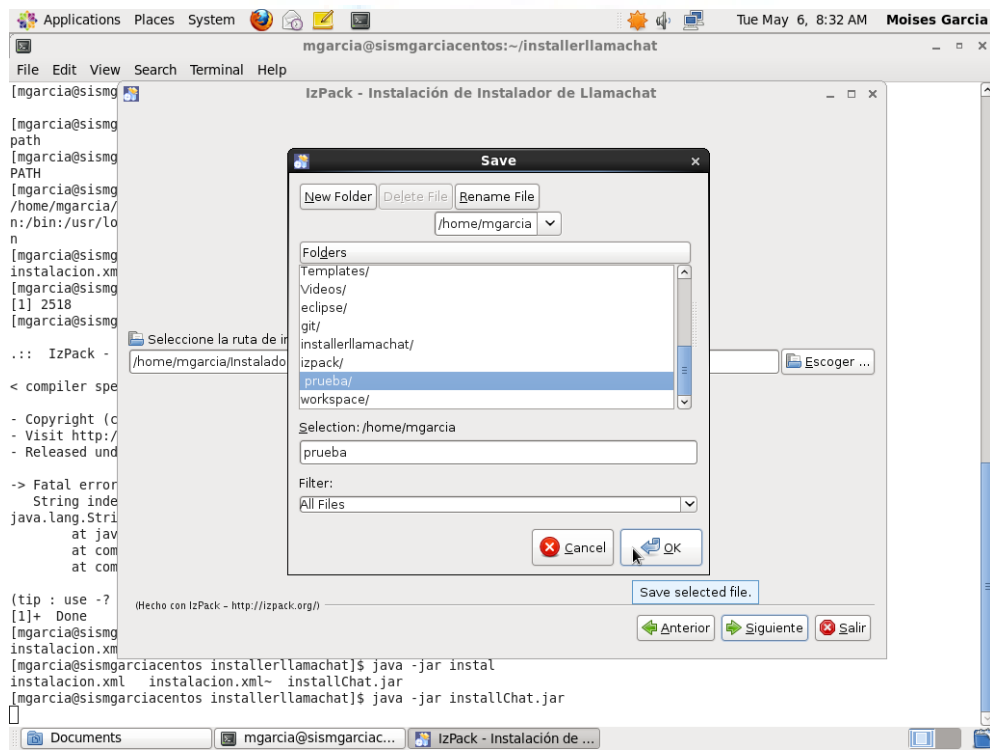 Applications Places System Tue May 6, 8:32 AM Moises Garcia
mgarcia@sismgarciacentos:~/installerllamachat
File Edit View Search Terminal Help
[mgarcia@sismg
IzPack - Instalación de Instalador de Llamachat
[mgarcia@sismg
path
[mgarcia@sismg
PATH
[mgarcia@sismg
/home/mgarcia/
n:/bin:/usr/lo
n
[mgarcia@sismg
instalacion.xm
[mgarcia@sismg
[1] 2518
[mgarcia@sismg
.:: IzPack -
< compiler spe
- Copyright (c
- Visit http:/
- Released und
-> Fatal error
String inde
java.lang.Stri
at jav
at com
at com
(tip : use -?
[1]+ Done
[mgarcia@sismg
instalacion.xm
Seleccione la ruta de ir
/home/mgarcia/Instalado
Escoger ...
Save
New Folder Delete File Rename File
/home/mgarcia
Folders
Templates/
Videos/
eclipse/
git/
installerllamachat/
izpack/
prueba/
workspace/
Selection: /home/mgarcia
prueba
Filter:
All Files
Cancel OK
Save selected file.
(Hecho con IzPack - http://izpack.org/)
Anterior Siguiente Salir
[mgarcia@sismgarciacentos installerllamachat]$ java -jar instal
instalacion.xml instalacion.xml~ installChat.jar
[mgarcia@sismgarciacentos installerllamachat]$ java -jar installChat.jar
Documents mgarcia@sismgarciac... IzPack - Instalación de ...